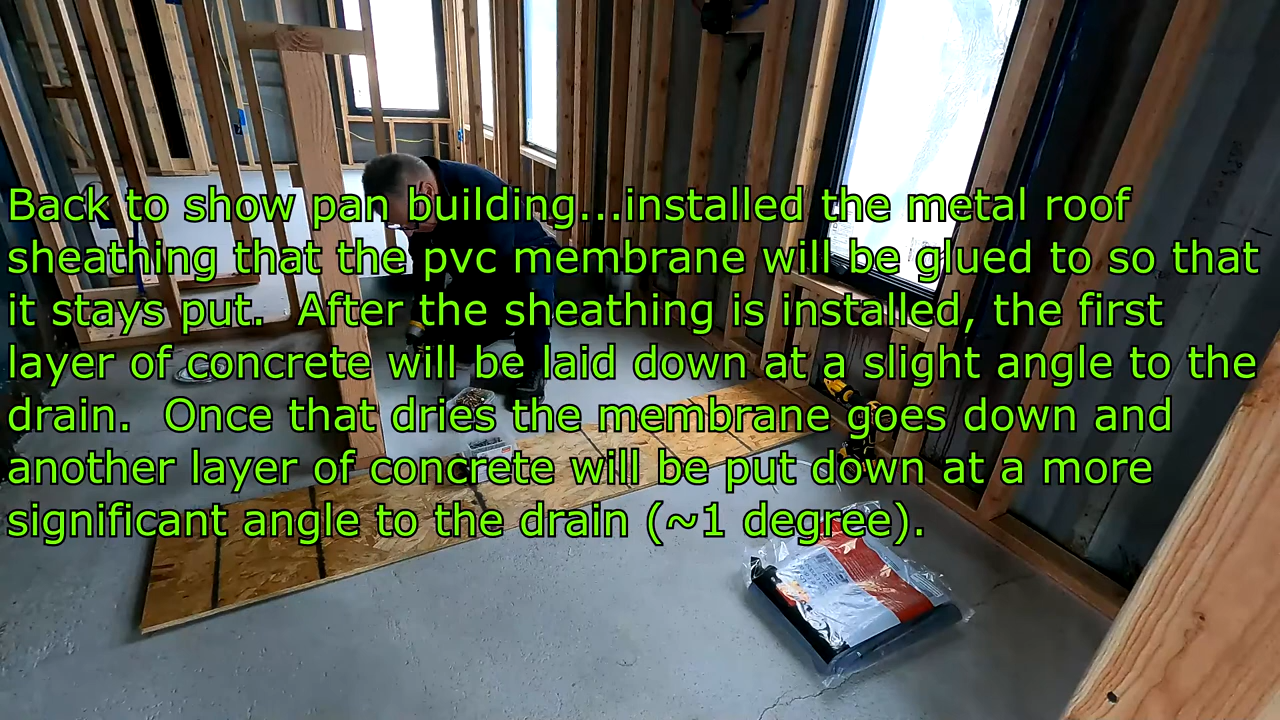 Back to show pan building...installed the metal roof
sheathing that the pvc membrane will be glued to so that
it stays put.  After the sheathing is installed, the first
layer of concrete will be laid down at a slight angle to the
drain.  Once that dries the membrane goes down and
another layer of concrete will be put down at a more
significant angle to the drain (~1 degree).